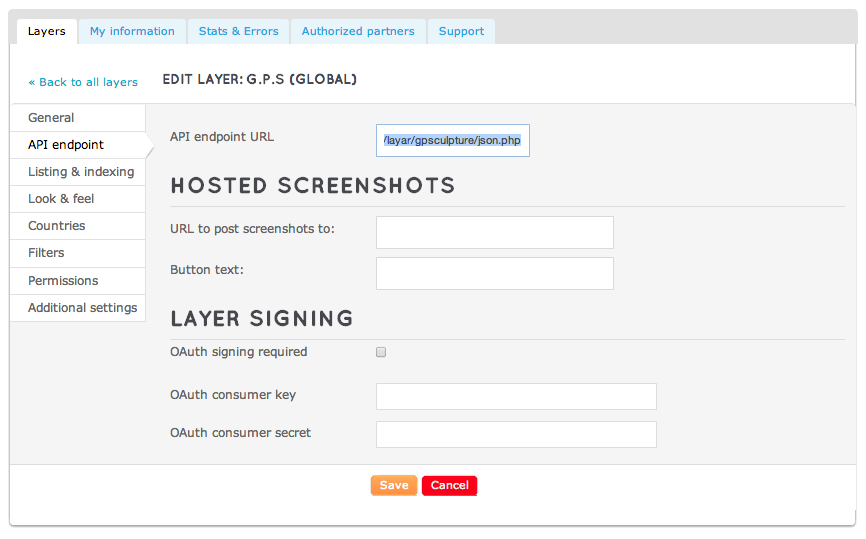 Layers My information Stats & Errors Authorized partners Support
« Back to all layers EDIT LAYER: G.P.S (GLOBAL)
General
API endpoint
Listing & indexing
Look & feel
Countries
Filters
Permissions
Additional settings
API endpoint URL /layar/gpsculpture/json.php
HOSTED SCREENSHOTS
URL to post screenshots to:
Button text:
LAYER SIGNING
OAuth signing required
OAuth consumer key
OAuth consumer secret
Save Cancel